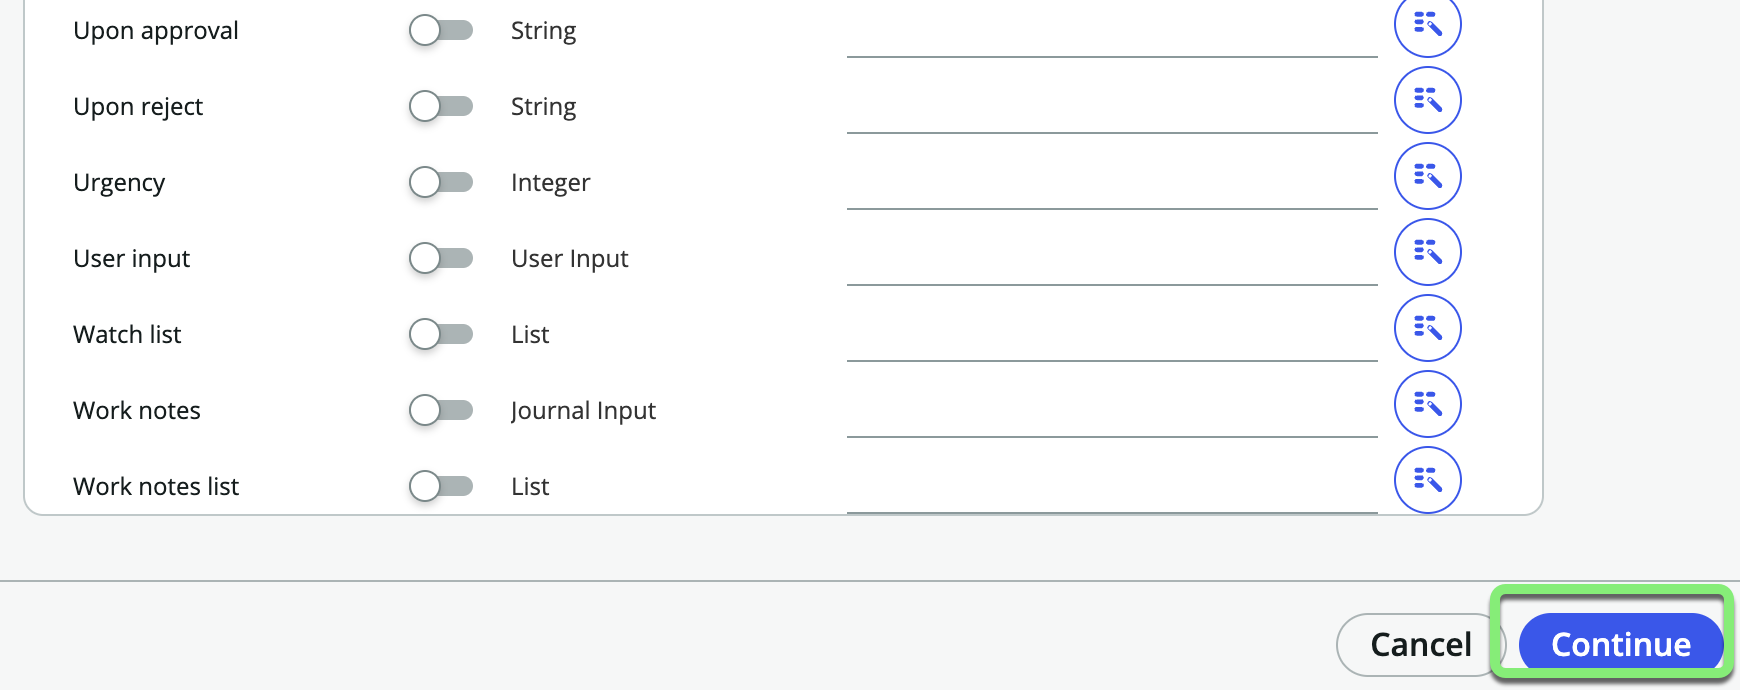 Upon approval String
Upon reject String
Urgency Integer
User input User Input
Watch list List
Work notes Journal Input
Work notes list List
Cancel Continue